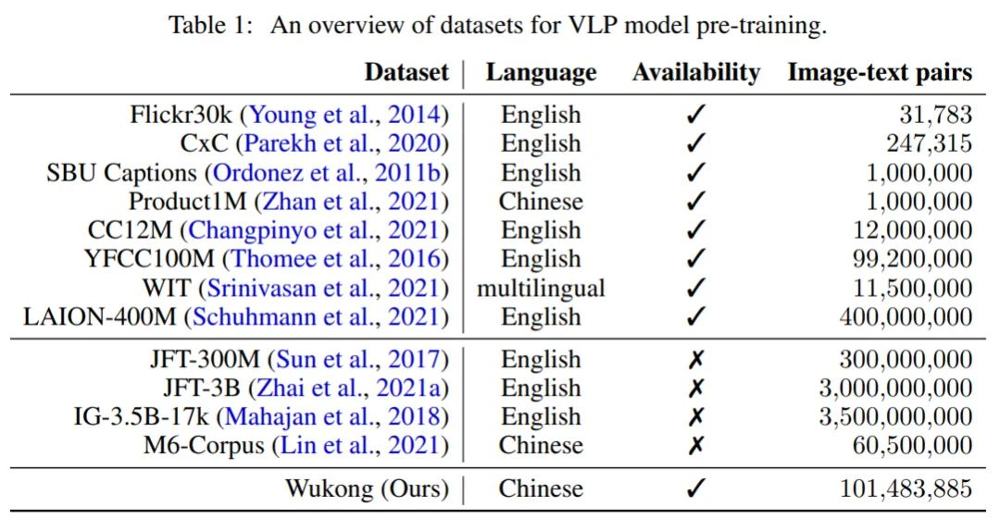 Table 1: An overview of datasets for VLP model pre-training.
Dataset Language Availability Image-text pairs
Flickr30k (Young et al., 2014) English ✓ 31,783
CxC (Parekh et al., 2020) English ✓ 247,315
SBU Captions (Ordonez et al., 2011b) English ✓ 1,000,000
Product1M (Zhan et al., 2021) Chinese ✓ 1,000,000
CC12M (Changpinyo et al., 2021) English ✓ 12,000,000
YFCC100M (Thomee et al., 2016) English ✓ 99,200,000
WIT (Srinivasan et al., 2021) multilingual ✓ 11,500,000
LAION-400M (Schuhmann et al., 2021) English ✓ 400,000,000
JFT-300M (Sun et al., 2017) English ✗ 300,000,000
JFT-3B (Zhai et al., 2021a) English ✗ 3,000,000,000
IG-3.5B-17k (Mahajan et al., 2018) English ✗ 3,500,000,000
M6-Corpus (Lin et al., 2021) Chinese ✗ 60,500,000
Wukong (Ours) Chinese ✓ 101,483,885